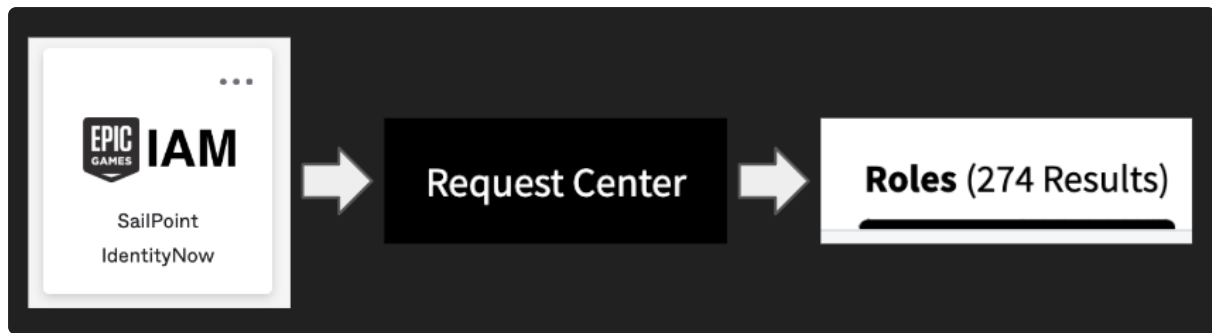 EPIC
GAMES
IAM
SailPoint
IdentityNow
Request Center
Roles (274 Results)